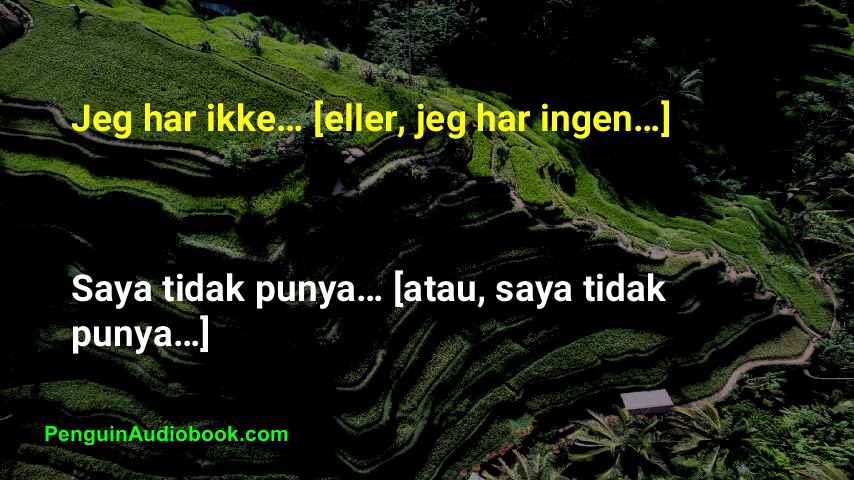 Jeg har ikke… [eller, jeg har ingen…]
Saya tidak punya… [atau, saya tidak
punya…]
PenguinAudiobook.com